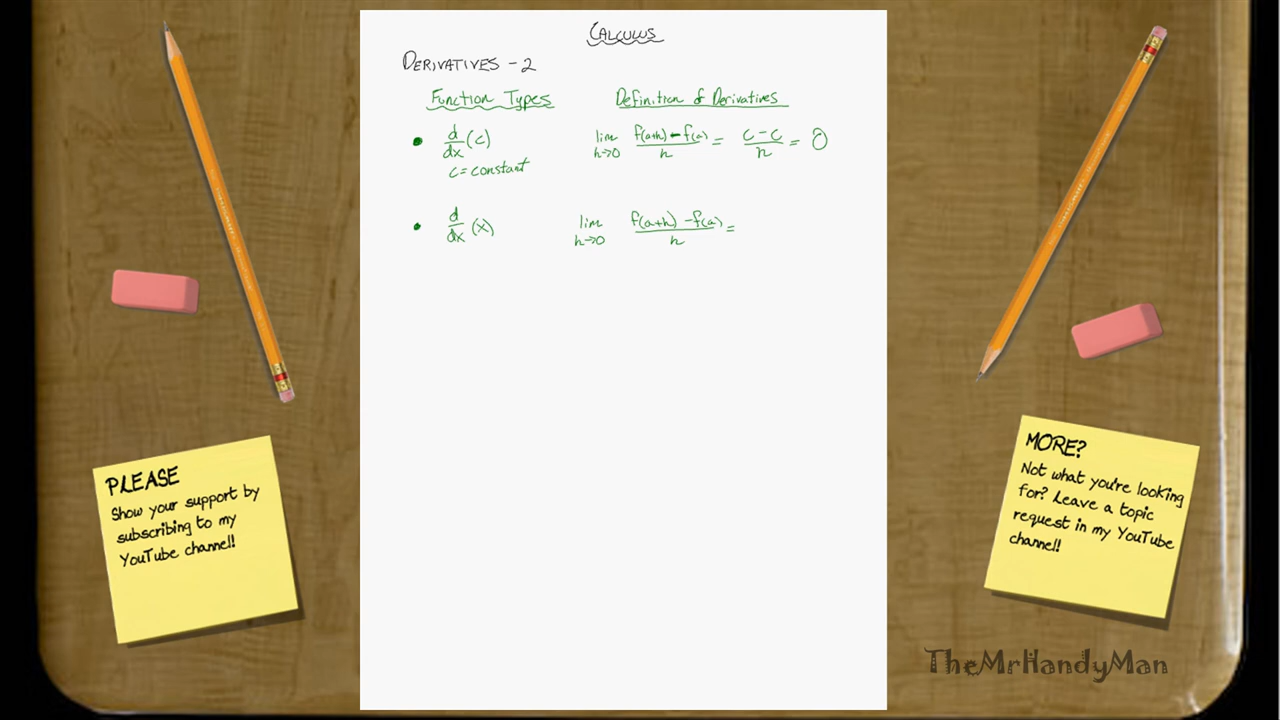 CALCULUS
DERIVATIVES - 2
Function Types
Definition of Derivatives
• d/dx (c)
lim h→0 f(a+h) - f(a) / h = c - c / h = 0
c = constant
• d/dx (x)
lim h→0 f(a+h) - f(a) / h =
PLEASE
Show your support by
subscribing to my
YouTube channel!
MORE?
Not what you're looking
for? Leave a topic
request in my YouTube
channel!
TheMrHandyMan